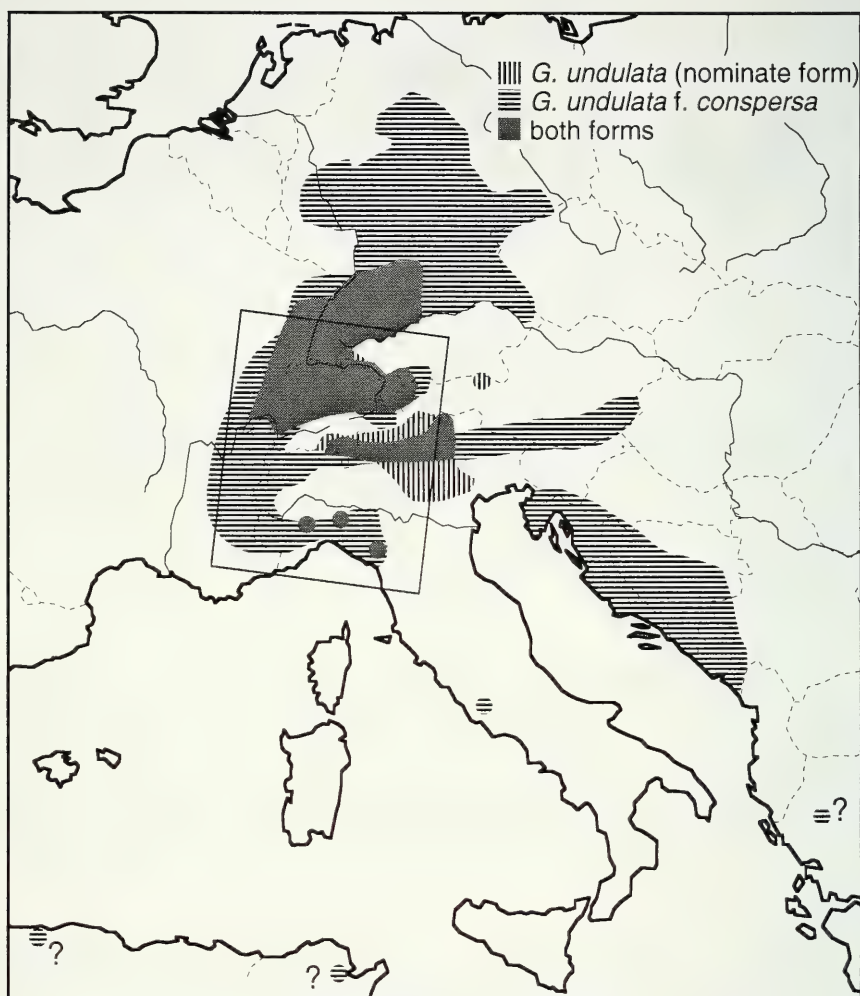 G. undulata (nominate form)
G. undulata f. conspersa
both forms
?
?
?